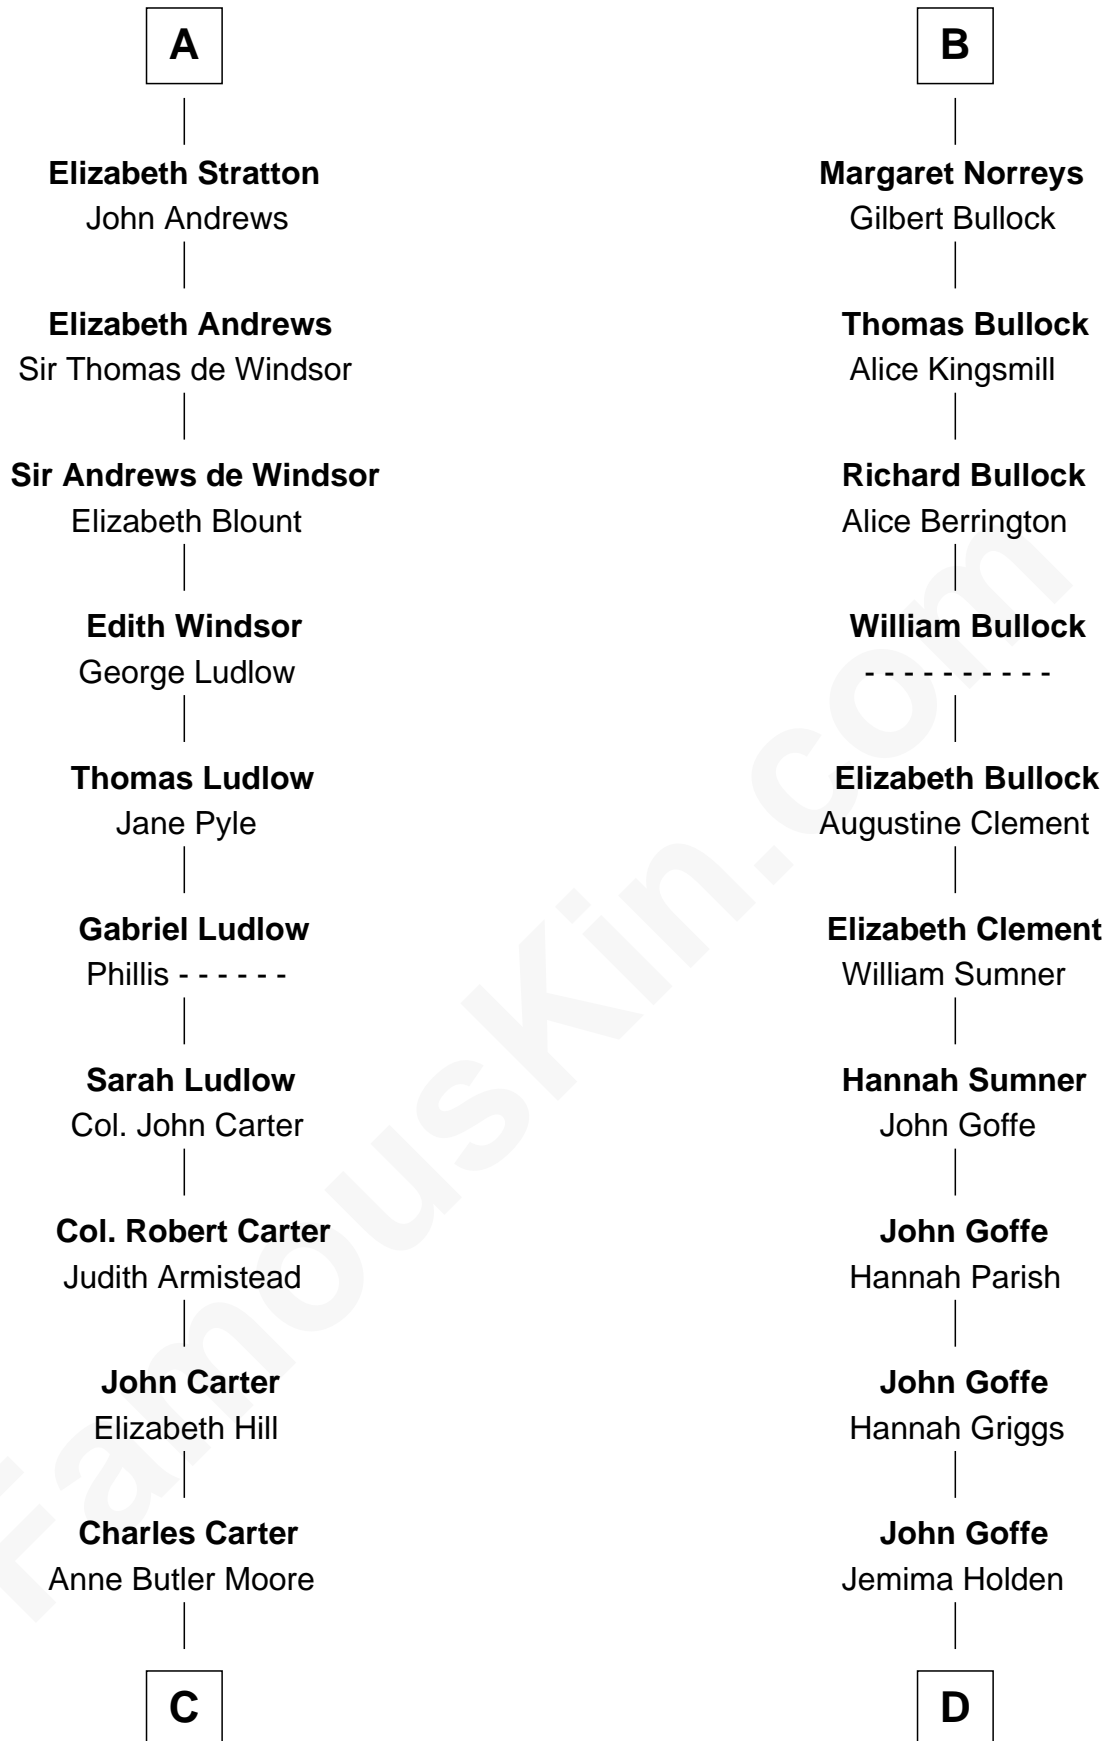 A
Elizabeth Stratton
John Andrews
Elizabeth Andrews
Sir Thomas de Windsor
Sir Andrews de Windsor
Elizabeth Blount
Edith Windsor
George Ludlow
Thomas Ludlow
Jane Pyle
Gabriel Ludlow
Phillis - - - - - -
Sarah Ludlow
Col. John Carter
Col. Robert Carter
Judith Armistead
John Carter
Elizabeth Hill
Charles Carter
Anne Butler Moore
C
B
Margaret Norreys
Gilbert Bullock
Thomas Bullock
Alice Kingsmill
Richard Bullock
Alice Berrington
William Bullock
- - - - - - - - - -
Elizabeth Bullock
Augustine Clement
Elizabeth Clement
William Sumner
Hannah Sumner
John Goffe
John Goffe
Hannah Parish
John Goffe
Hannah Griggs
John Goffe
Jemima Holden
D
FamousKin.com